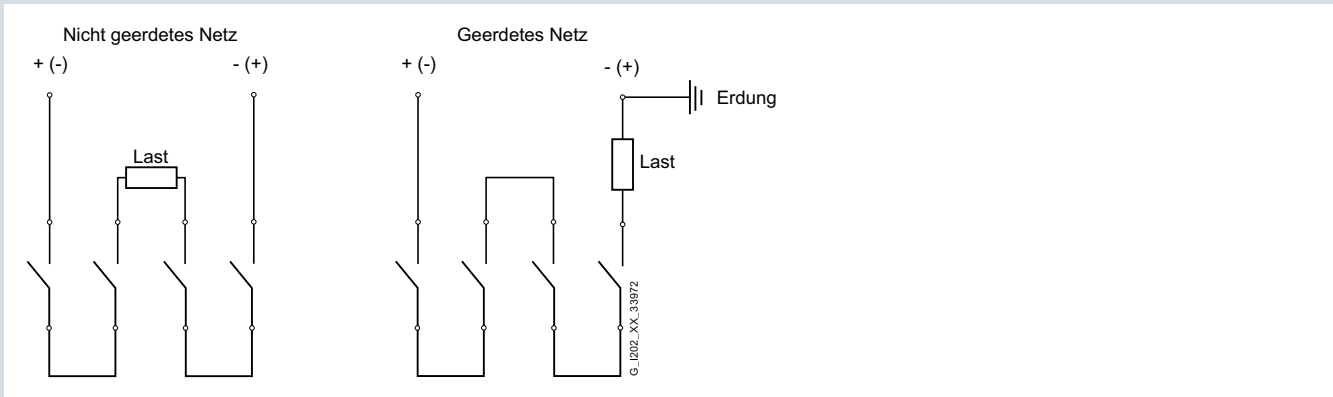 Nicht geerdetes Netz
+ (-)
- (+)
Last
Geerdetes Netz
+ (-)
- (+)
Erdung
Last
G_I202_XX_33972